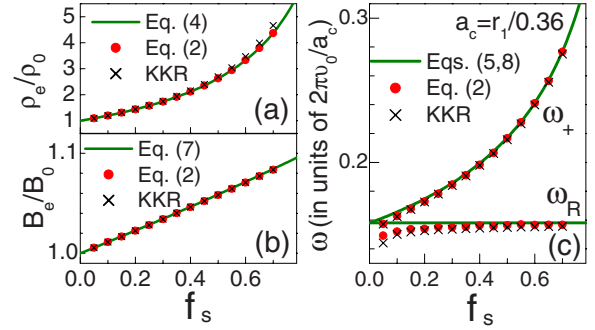 5
4
3
2
1
ρe/ρ0
Eq. (4)
Eq. (2)
KKR
(a)
1.1
1.0
Be/B0
Eq. (7)
Eq. (2)
KKR
(b)
0.0 0.2 0.4 0.6
fs
0.3
0.2
ω (in units of 2πυ0/ac)
ac=r1/0.36
Eqs. (5,8)
Eq. (2)
KKR
ω+
ωR
(c)
0.0 0.2 0.4 0.6
fs